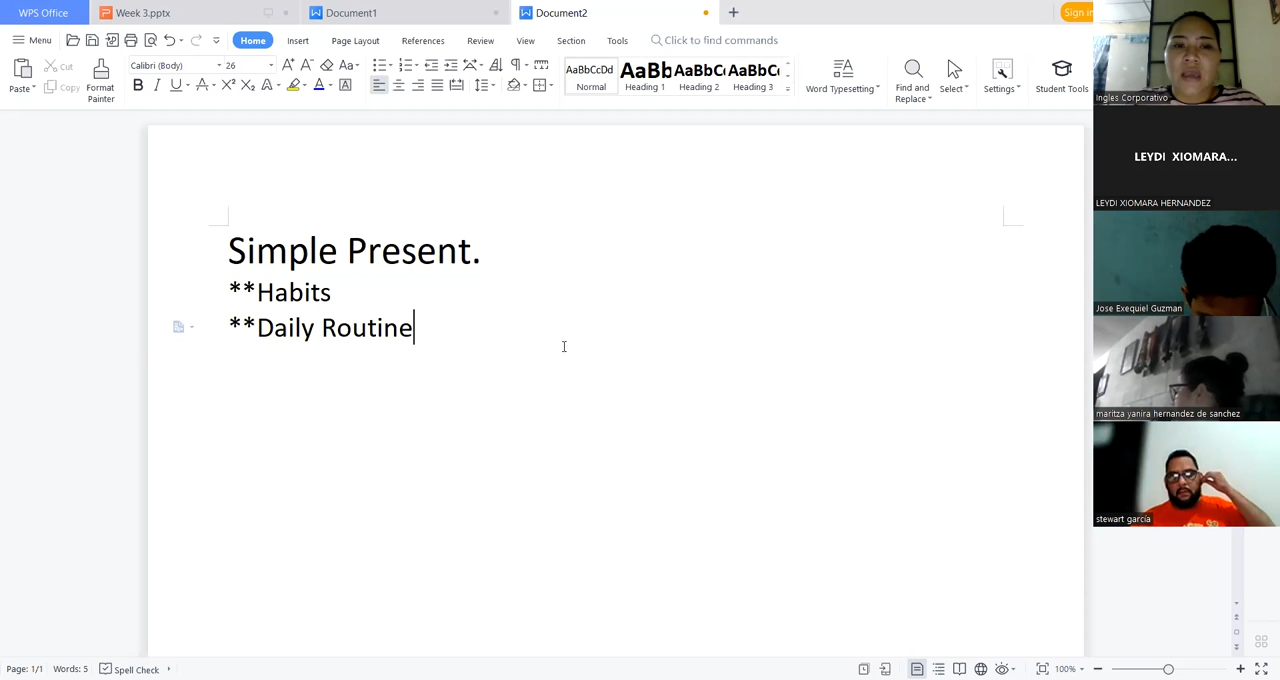 WPS Office
Week 3.pptx
Document1
Document2
Sign in
Menu
Home
Insert
Page Layout
References
Review
View
Section
Tools
Click to find commands
Paste
Cut
Copy
Format
Painter
Calibri (Body)
26
AaBbCcDd
Normal
AaBb
Heading 1
AaBbC
Heading 2
AaBbC
Heading 3
Word Typesetting
Find and
Replace
Select
Settings
Student Tools
Simple Present.
**Habits
**Daily Routine
Ingles Corporativo
LEYDI XIOMARA...
LEYDI XIOMARA HERNANDEZ
Jose Exequiel Guzman
maritza yanira hernandez de sanchez
stewart garcia
Page: 1/1
Words: 5
Spell Check
100%